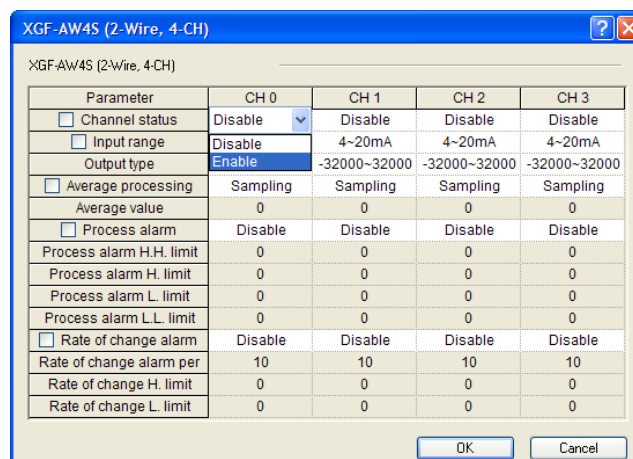 XGF-AW4S (2-Wire, 4-CH)
XGF-AW4S (2-Wire, 4-CH)
Parameter CH 0 CH 1 CH 2 CH 3
Channel status Disable Disable Disable Disable
Input range Disable 4~20mA 4~20mA 4~20mA
Output type Enable -32000~32000 -32000~32000 -32000~32000
Average processing Sampling Sampling Sampling Sampling
Average value 0 0 0 0
Process alarm Disable Disable Disable Disable
Process alarm H.H. limit 0 0 0 0
Process alarm H. limit 0 0 0 0
Process alarm L. limit 0 0 0 0
Process alarm L.L. limit 0 0 0 0
Rate of change alarm Disable Disable Disable Disable
Rate of change alarm per 10 10 10 10
Rate of change H. limit 0 0 0 0
Rate of change L. limit 0 0 0 0
OK Cancel